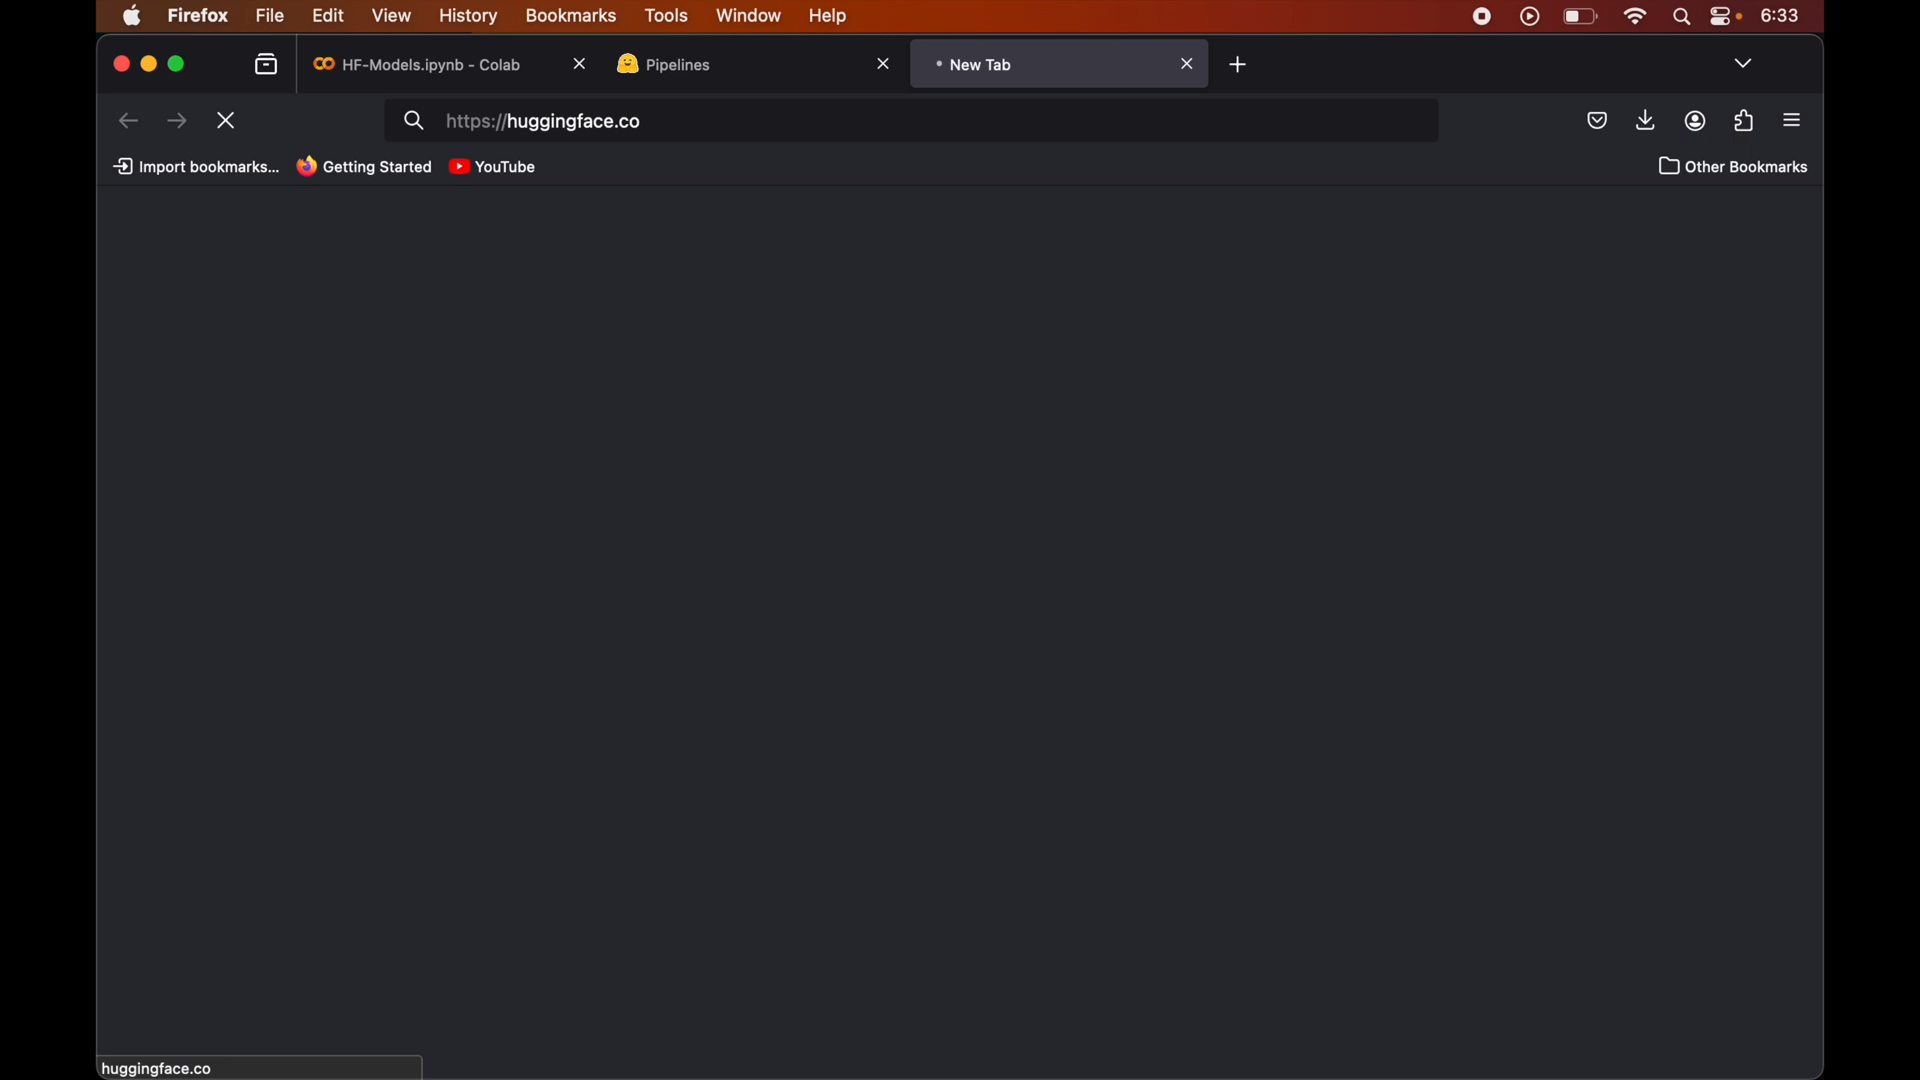 Firefox File Edit View History Bookmarks Tools Window Help 6:33
HF-Models.ipynb - Colab Pipelines New Tab
https://huggingface.co
Import bookmarks... Getting Started YouTube Other Bookmarks
huggingface.co